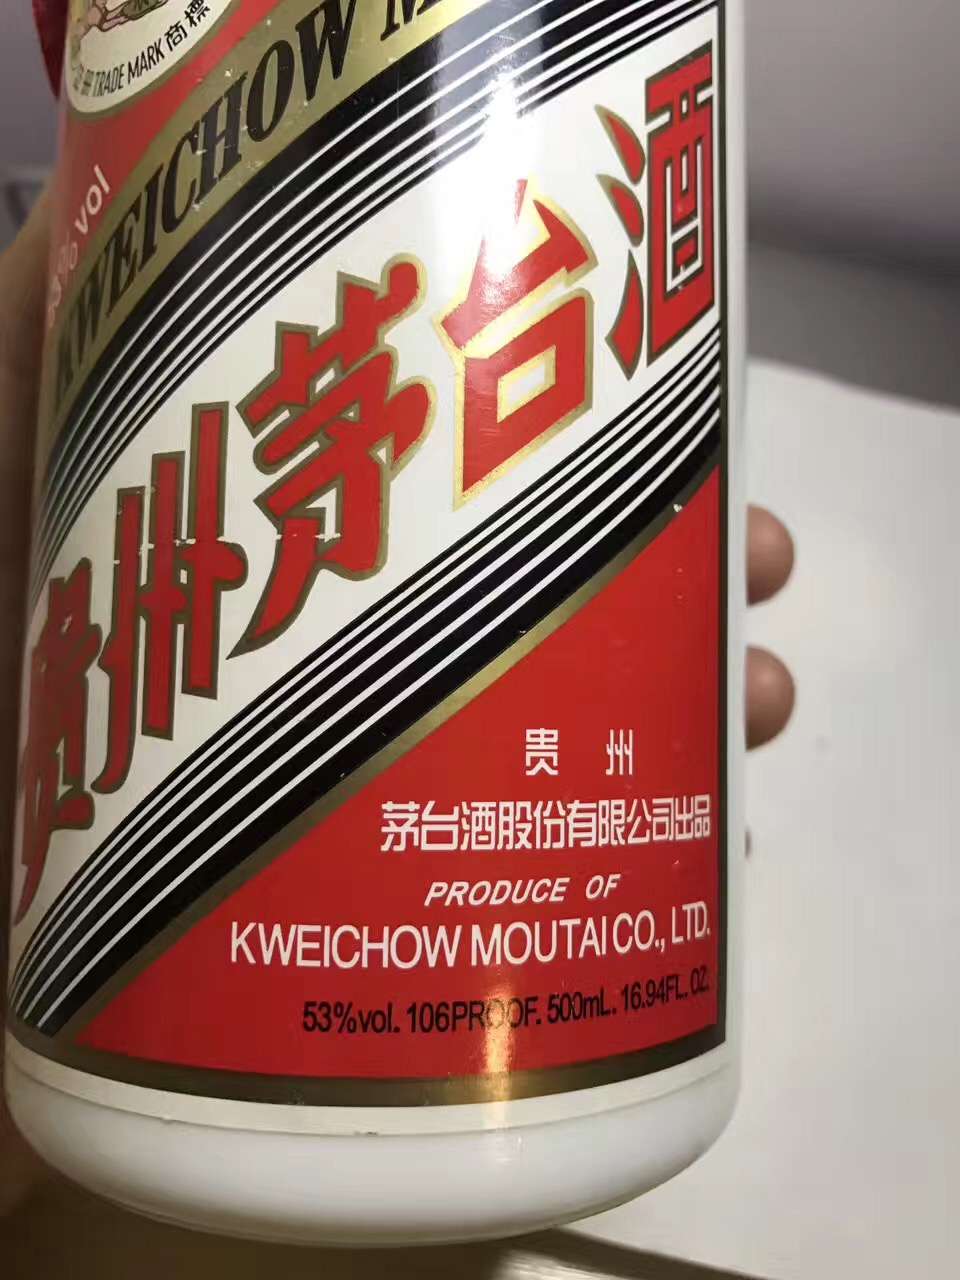 TRADE MARK 商標
%vol
KWEICHOW
贵州茅台酒
贵 州
茅台酒股份有限公司出品
PRODUCE OF
KWEICHOW MOUTAI CO., LTD.
53%vol. 106PROOF. 500mL. 16.94FL. OZ.